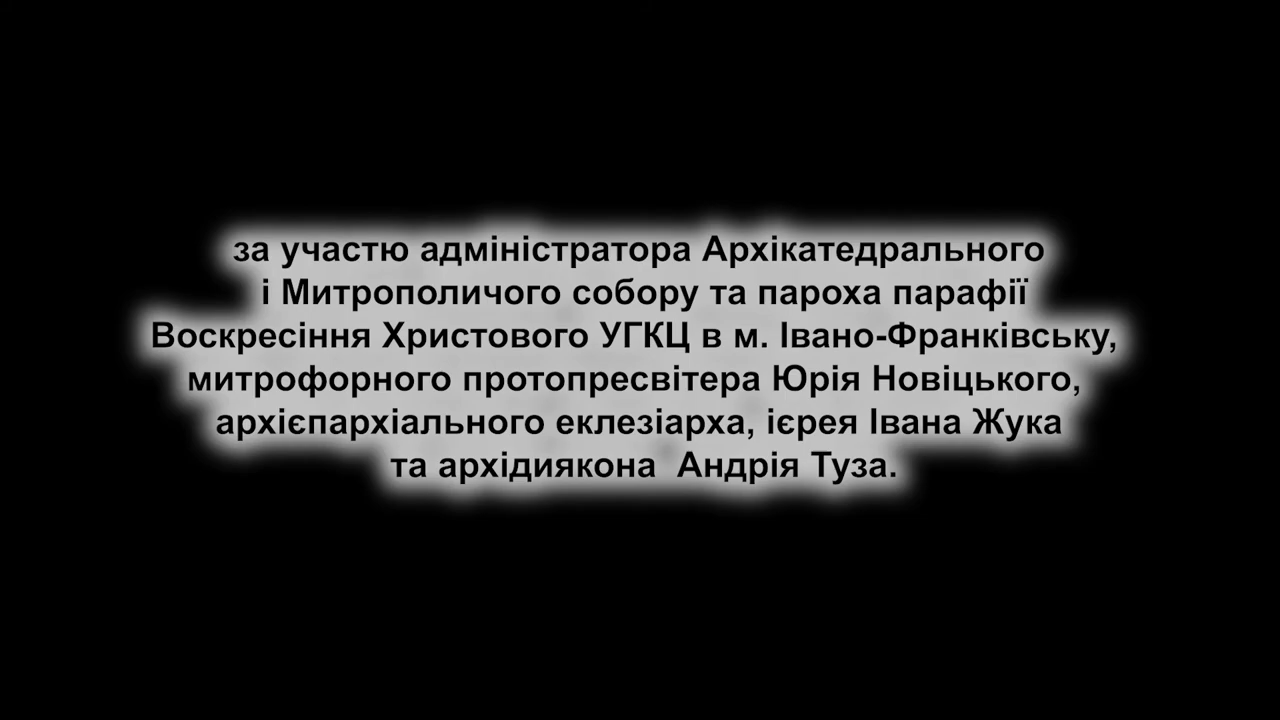 за участю адміністратора Архікатедрального
і Митрополичого собору та пароха парафії
Воскресіння Христового УГКЦ в м. Івано-Франківську,
митрофорного протопресвітера Юрія Новіцького,
архієпархіального еклезіарха, ієрея Івана Жука
та архідиякона Андрія Туза.